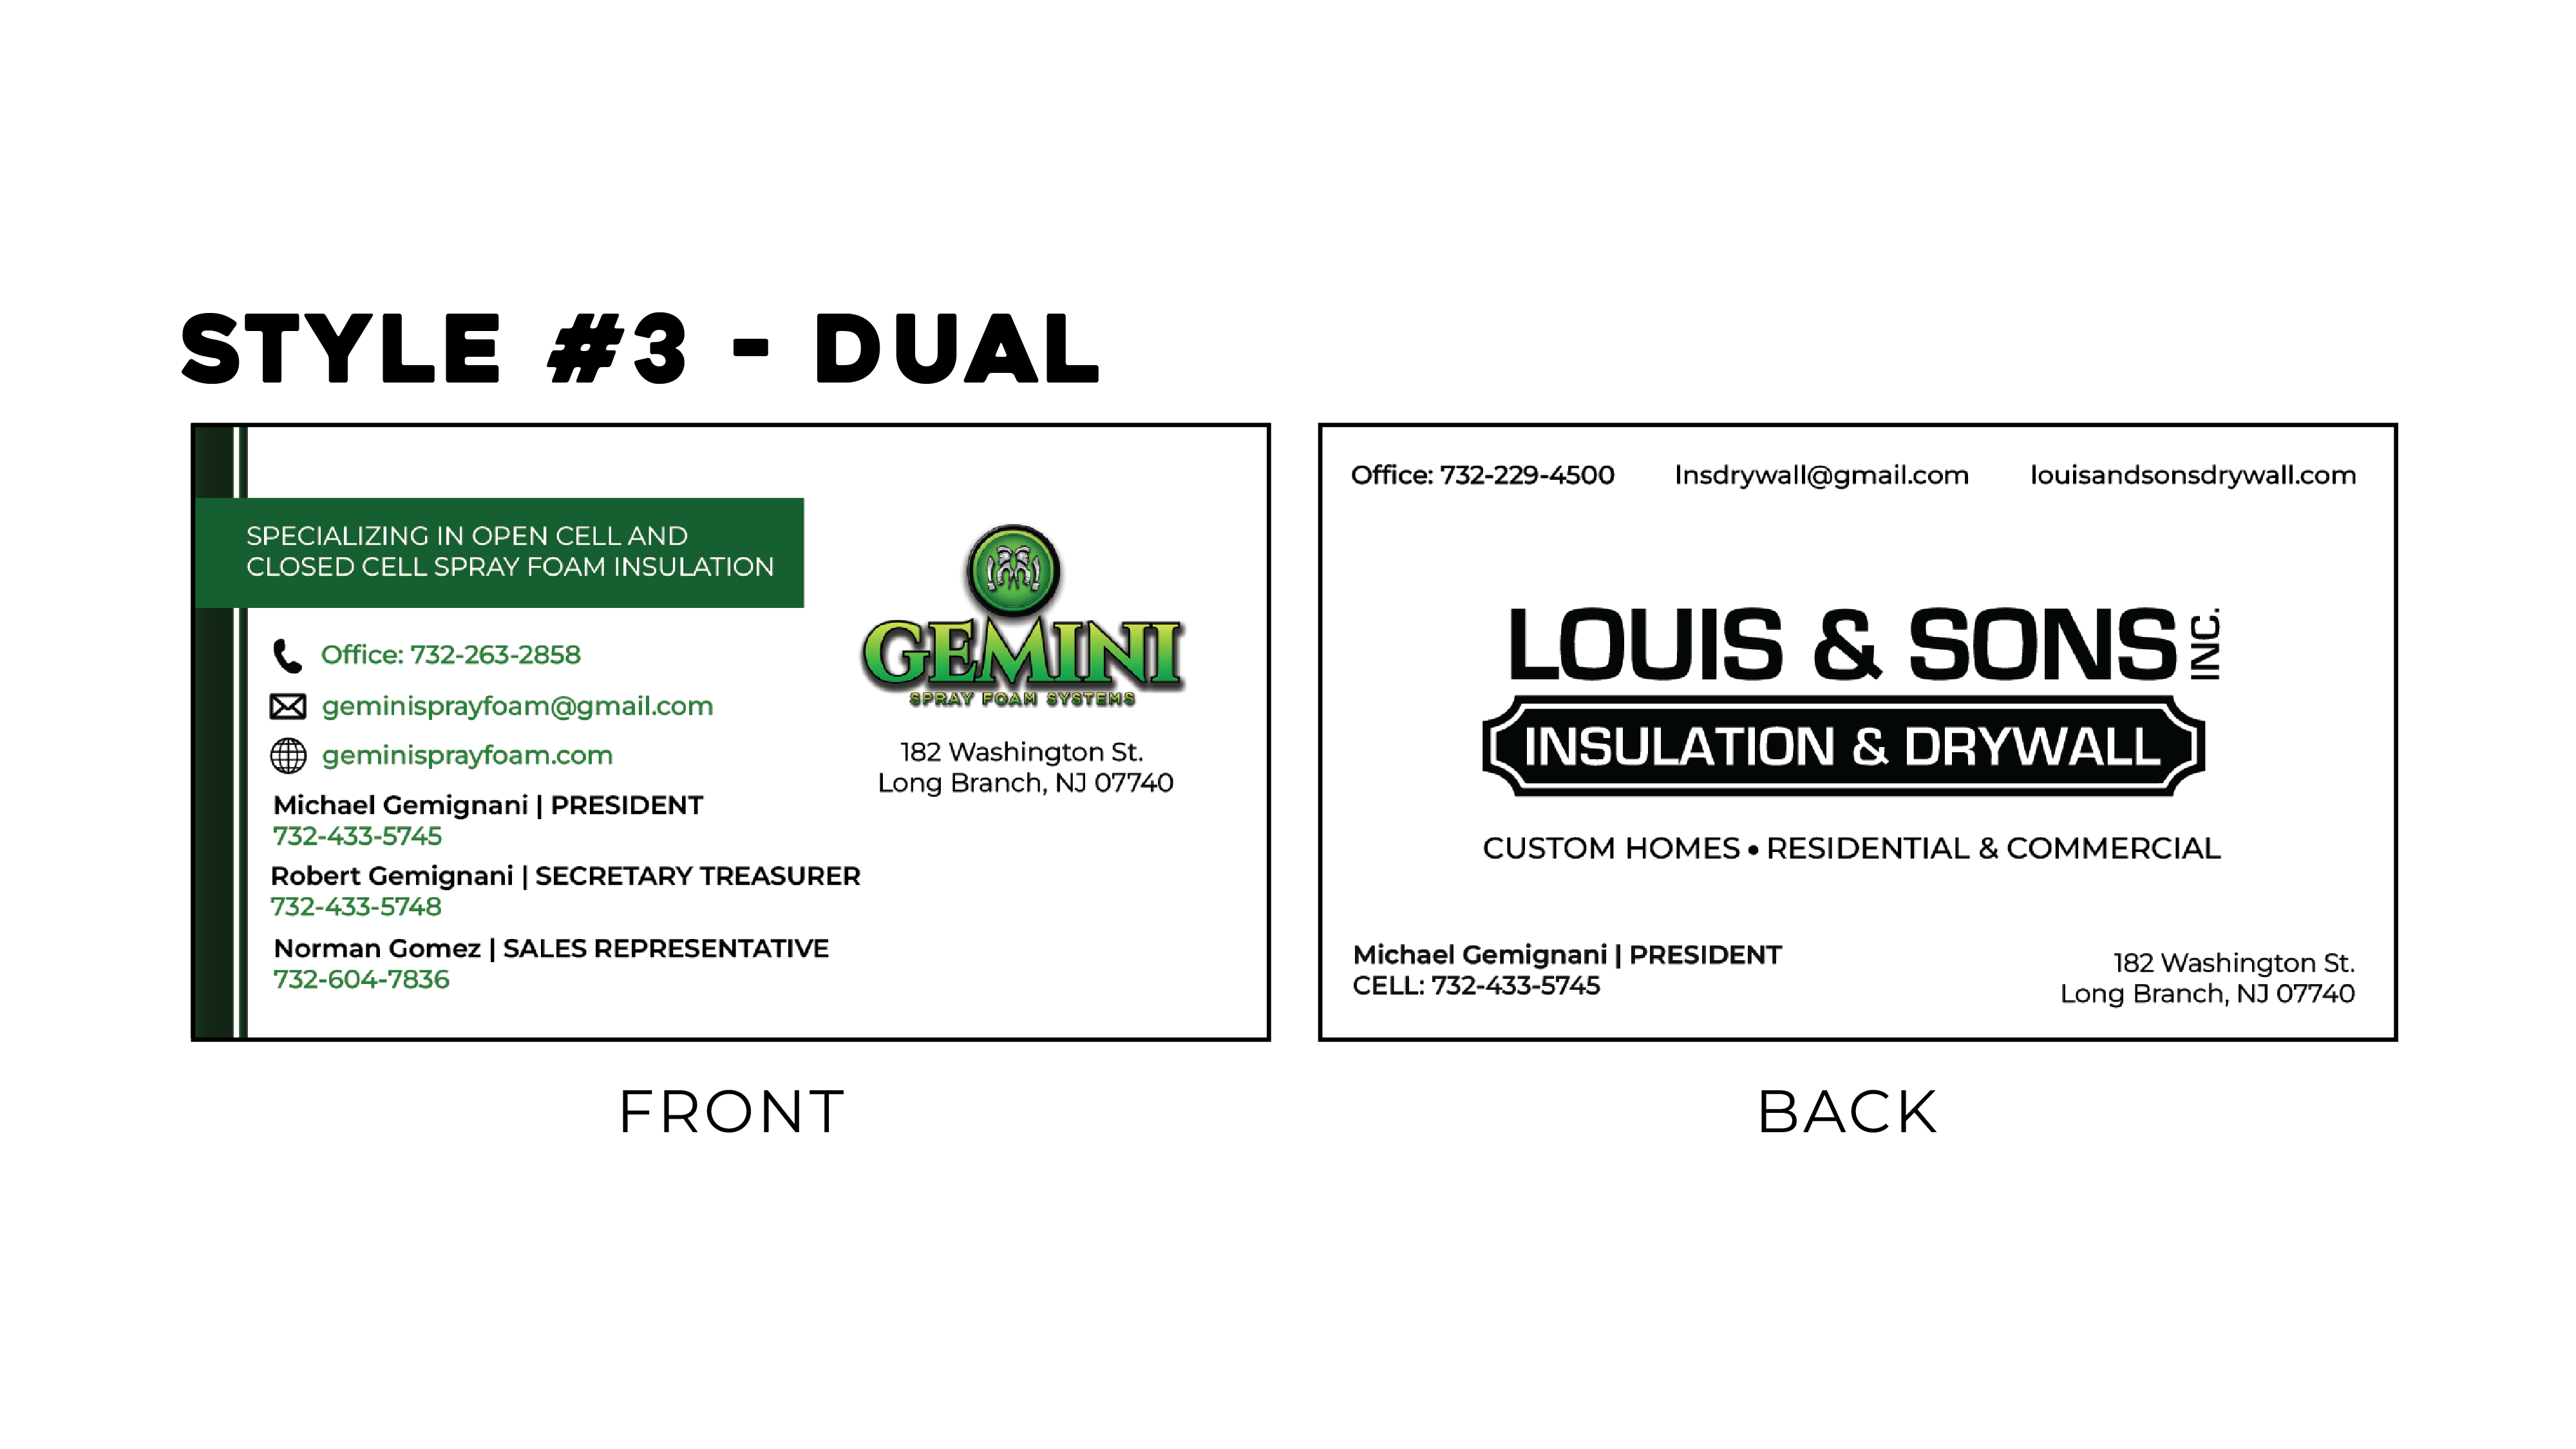 STYLE #3 - DUAL
SPECIALIZING IN OPEN CELL AND
CLOSED CELL SPRAY FOAM INSULATION
Office: 732-263-2858
geminisprayfoam@gmail.com
geminisprayfoam.com
Michael Gemignani | PRESIDENT
732-433-5745
Robert Gemignani | SECRETARY TREASURER
732-433-5748
Norman Gomez | SALES REPRESENTATIVE
732-604-7836
GEMINI
SPRAY FOAM SYSTEMS
182 Washington St.
Long Branch, NJ 07740
FRONT
Office: 732-229-4500
lnsdrywall@gmail.com
louisandsonsdrywall.com
LOUIS & SONS INC.
INSULATION & DRYWALL
CUSTOM HOMES • RESIDENTIAL & COMMERCIAL
Michael Gemignani | PRESIDENT
CELL: 732-433-5745
182 Washington St.
Long Branch, NJ 07740
BACK